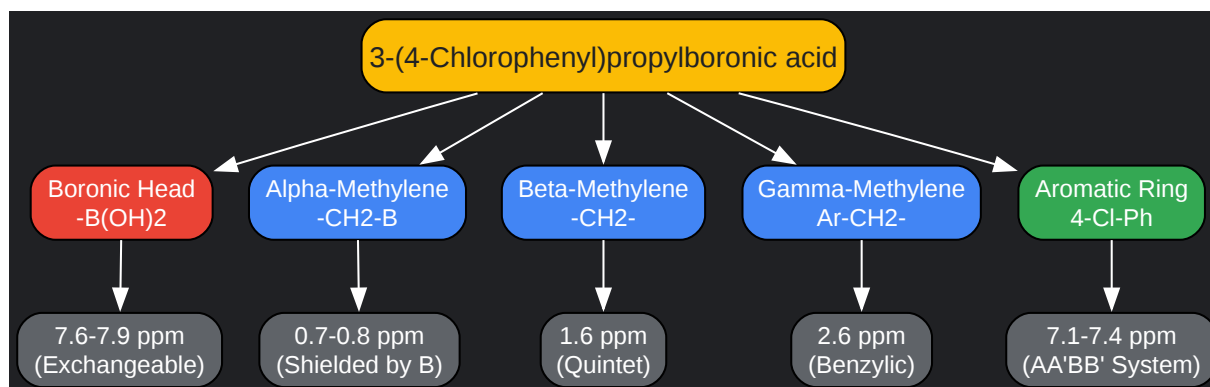 3-(4-Chlorophenyl)propylboronic acid
Boronic Head
-B(OH)2
Alpha-Methylene
-CH2-B
Beta-Methylene
-CH2-
Gamma-Methylene
Ar-CH2-
Aromatic Ring
4-Cl-Ph
7.6-7.9 ppm
(Exchangeable)
0.7-0.8 ppm
(Shielded by B)
1.6 ppm
(Quintet)
2.6 ppm
(Benzylic)
7.1-7.4 ppm
(AA'BB' System)